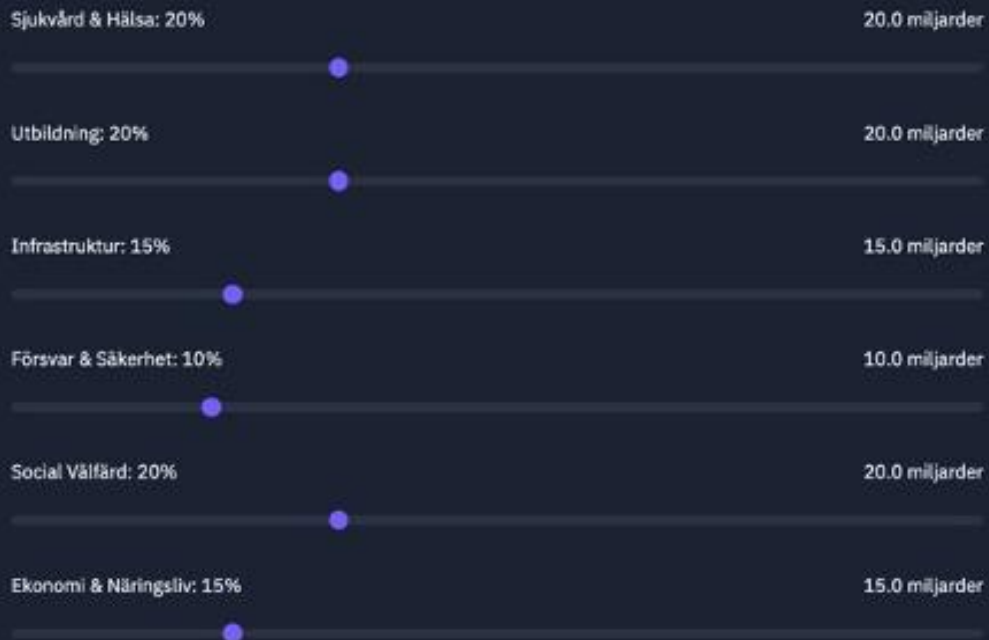 Sjukvård & Hälsa: 20% 20.0 miljarder
Utbildning: 20% 20.0 miljarder
Infrastruktur: 15% 15.0 miljarder
Försvar & Säkerhet: 10% 10.0 miljarder
Social Välfärd: 20% 20.0 miljarder
Ekonomi & Näringsliv: 15% 15.0 miljarder